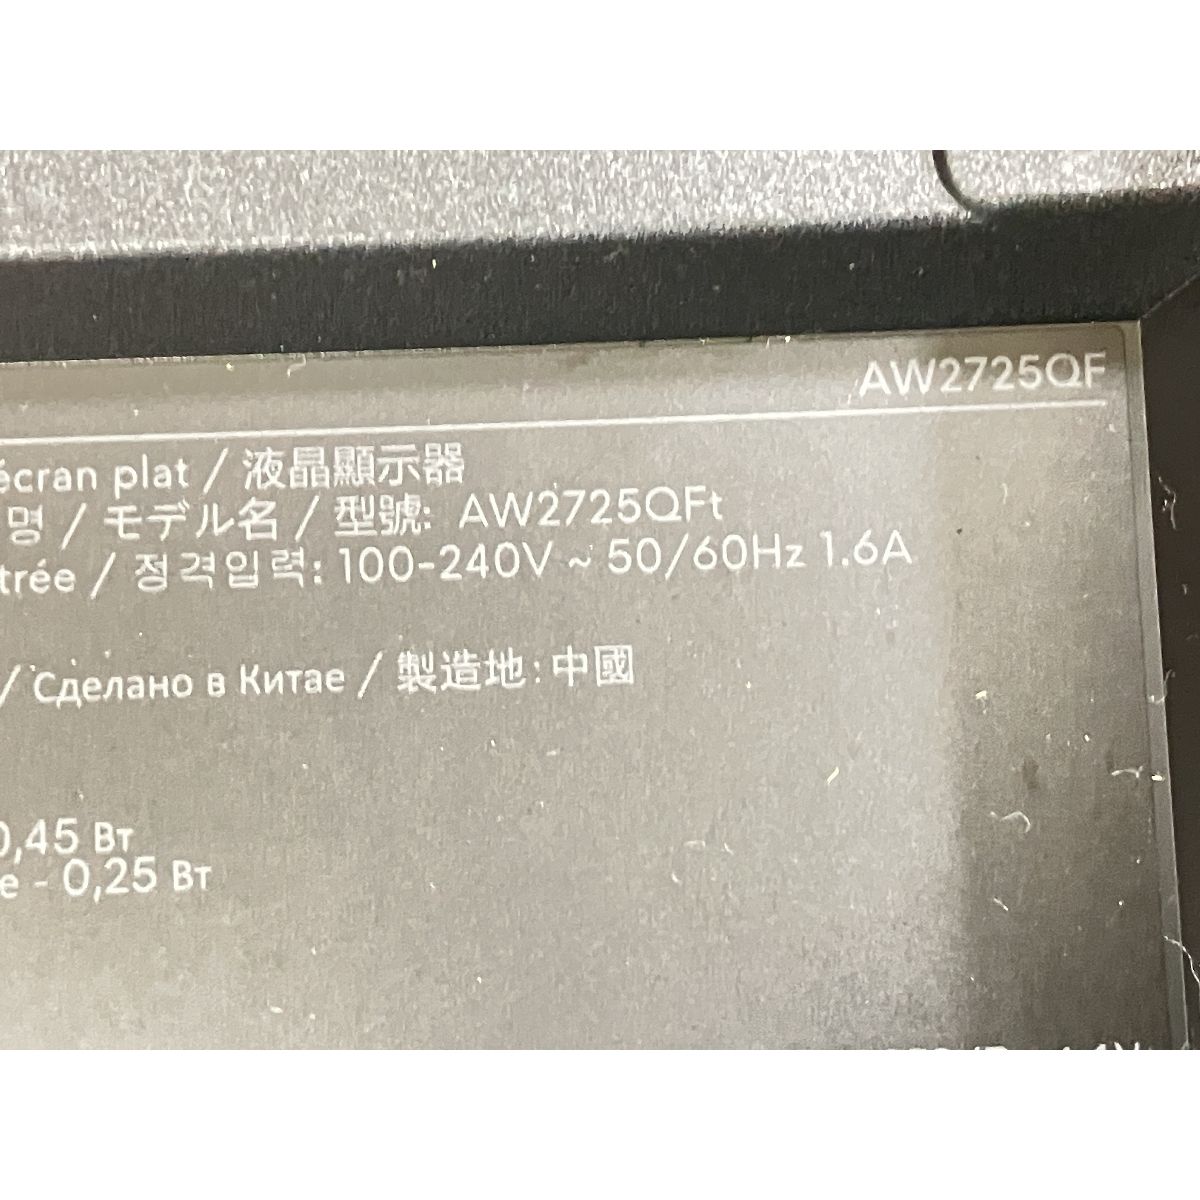 AW2725QF
écran plat / 液晶顯示器
명 / モデル名 / 型號: AW2725QFt
trée / 정격입력: 100-240V ~ 50/60Hz 1.6A
/ Сделано в Китае / 製造地: 中國
0,45 Вт
e - 0,25 Вт